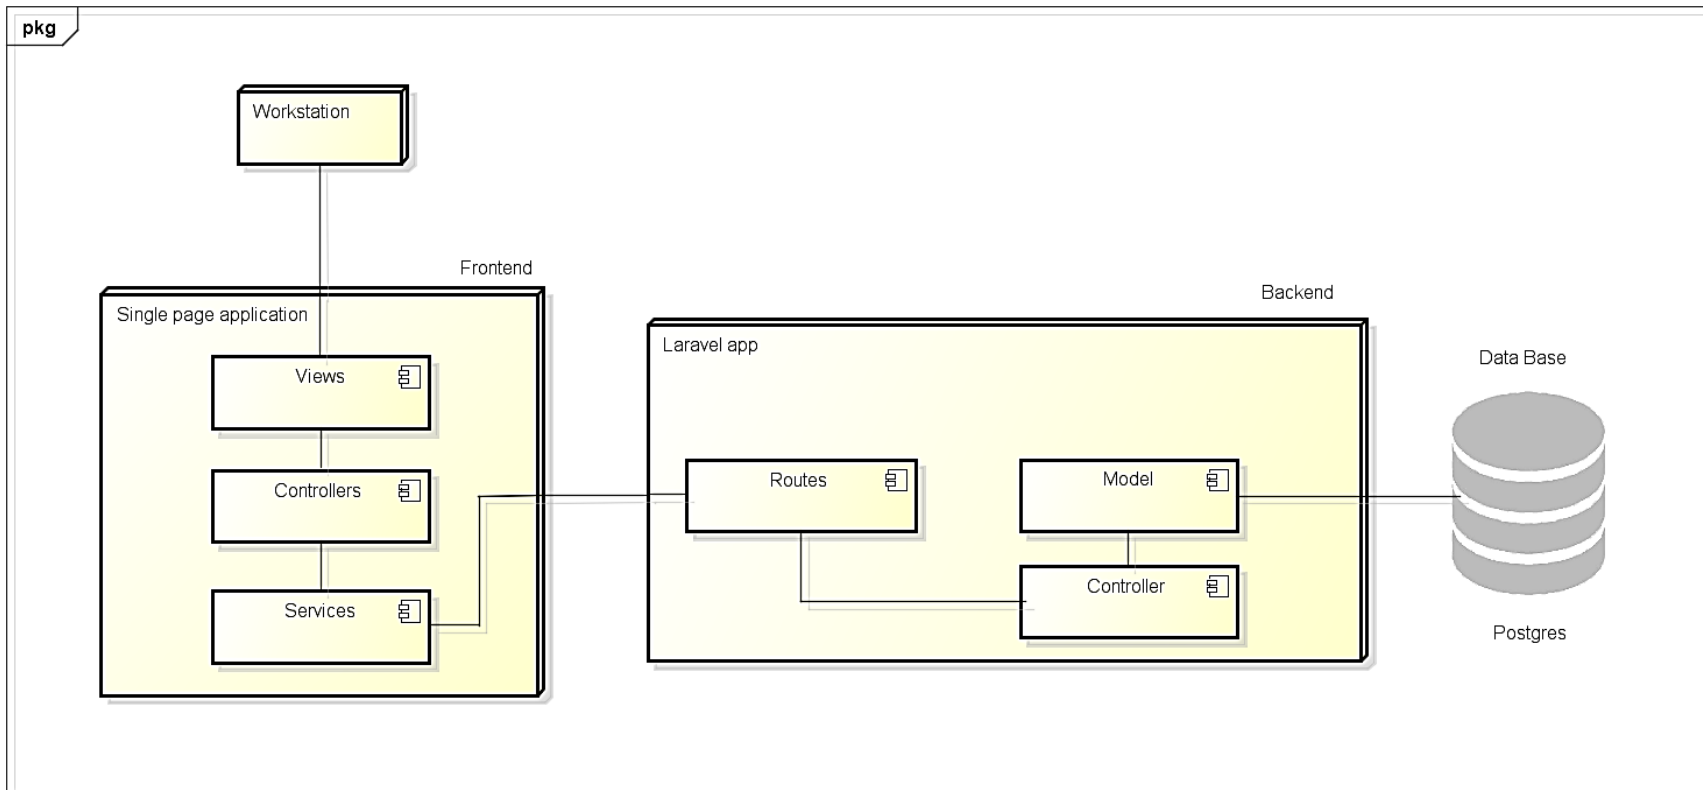 pkg
Workstation
Frontend
Single page application
Views
Controllers
Services
Backend
Laravel app
Routes
Model
Controller
Data Base
Postgres